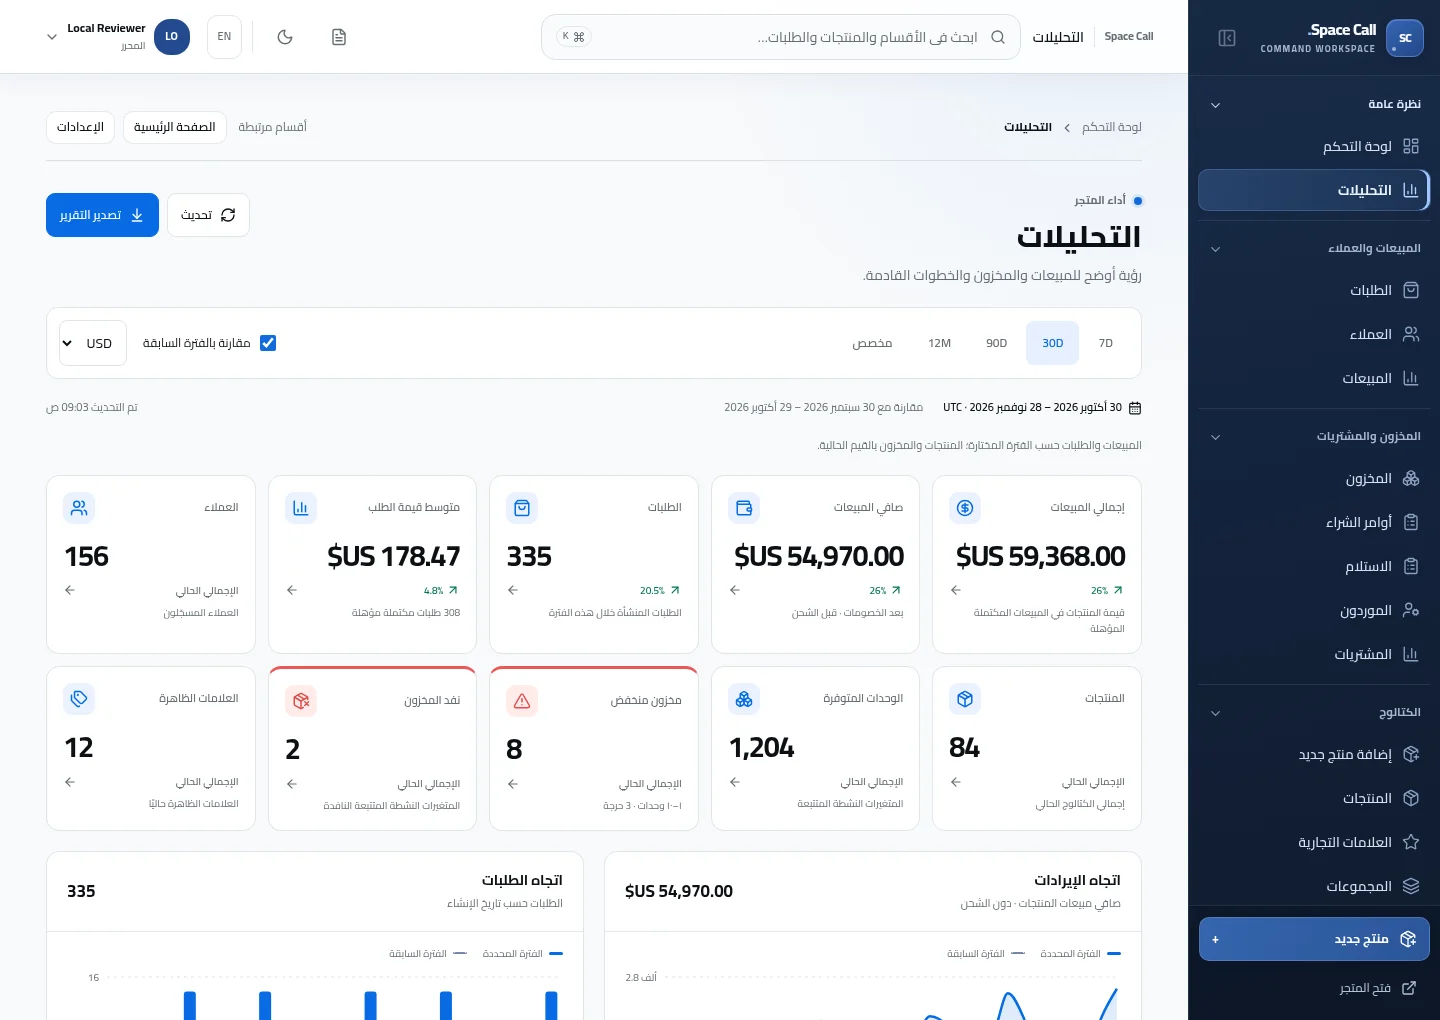 Space Call.
COMMAND WORKSPACE
SC
نظرة عامة
لوحة التحكم
التحليلات
المبيعات والعملاء
الطلبات
العملاء
المبيعات
المخزون والمشتريات
المخزون
أوامر الشراء
الاستلام
الموردون
المشتريات
الكتالوج
إضافة منتج جديد
المنتجات
العلامات التجارية
المجموعات
منتج جديد +
فتح المتجر
Space Call
التحليلات
ابحث في الأقسام والمنتجات والطلبات...
⌘ K
EN
LO
Local Reviewer
المحرر
لوحة التحكم
التحليلات
أقسام مرتبطة
الصفحة الرئيسية
الإعدادات
أداء المتجر
التحليلات
رؤية أوضح للمبيعات والمخزون والخطوات القادمة.
تحديث
تصدير التقرير
7D
30D
90D
12M
مخصص
مقارنة بالفترة السابقة
USD
30 أكتوبر 2026 – 28 نوفمبر 2026 · UTC
مقارنة مع 30 سبتمبر 2026 – 29 أكتوبر 2026
تم التحديث 09:03 ص
المبيعات والطلبات حسب الفترة المختارة؛ المنتجات والمخزون بالقيم الحالية.
إجمالي المبيعات
$US 59,368.00
26%
قيمة المنتجات في المبيعات المكتملة
المؤهلة
صافي المبيعات
$US 54,970.00
26%
بعد الخصومات · قبل الشحن
الطلبات
335
20.5%
الطلبات المنشأة خلال هذه الفترة
متوسط قيمة الطلب
$US 178.47
4.8%
308 طلبات مكتملة مؤهلة
العملاء
156
الإجمالي الحالي
العملاء المسجّلون
المنتجات
84
الإجمالي الحالي
إجمالي الكتالوج الحالي
الوحدات المتوفرة
1,204
الإجمالي الحالي
المتغيرات النشطة المتتبعة
مخزون منخفض
8
الإجمالي الحالي
١–١٠ وحدات · 3 حرجة
نفد المخزون
2
الإجمالي الحالي
المتغيرات النشطة المتتبعة النافدة
العلامات الظاهرة
12
الإجمالي الحالي
العلامات الظاهرة حاليًا
اتجاه الإيرادات
صافي مبيعات المنتجات · دون الشحن
$US 54,970.00
الفترة المحددة
الفترة السابقة
2.8 ألف
اتجاه الطلبات
الطلبات حسب تاريخ الإنشاء
335
الفترة المحددة
الفترة السابقة
16